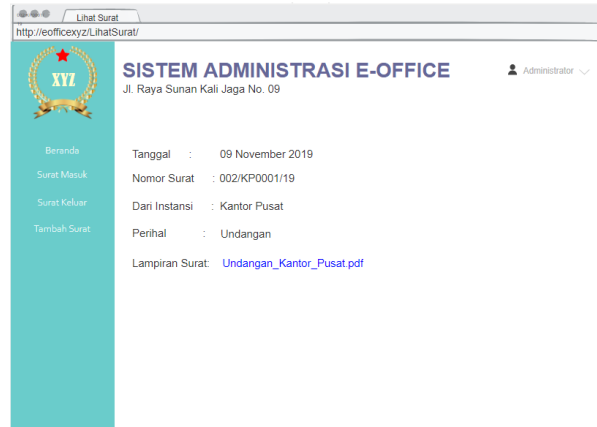 Lihat Surat
http://eofficexyz/LihatSurat/
XYZ
SISTEM ADMINISTRASI E-OFFICE
Jl. Raya Sunan Kali Jaga No. 09
Administrator
Beranda
Surat Masuk
Surat Keluar
Tambah Surat
Tanggal : 09 November 2019
Nomor Surat : 002/KP0001/19
Dari Instansi : Kantor Pusat
Perihal : Undangan
Lampiran Surat: Undangan_Kantor_Pusat.pdf